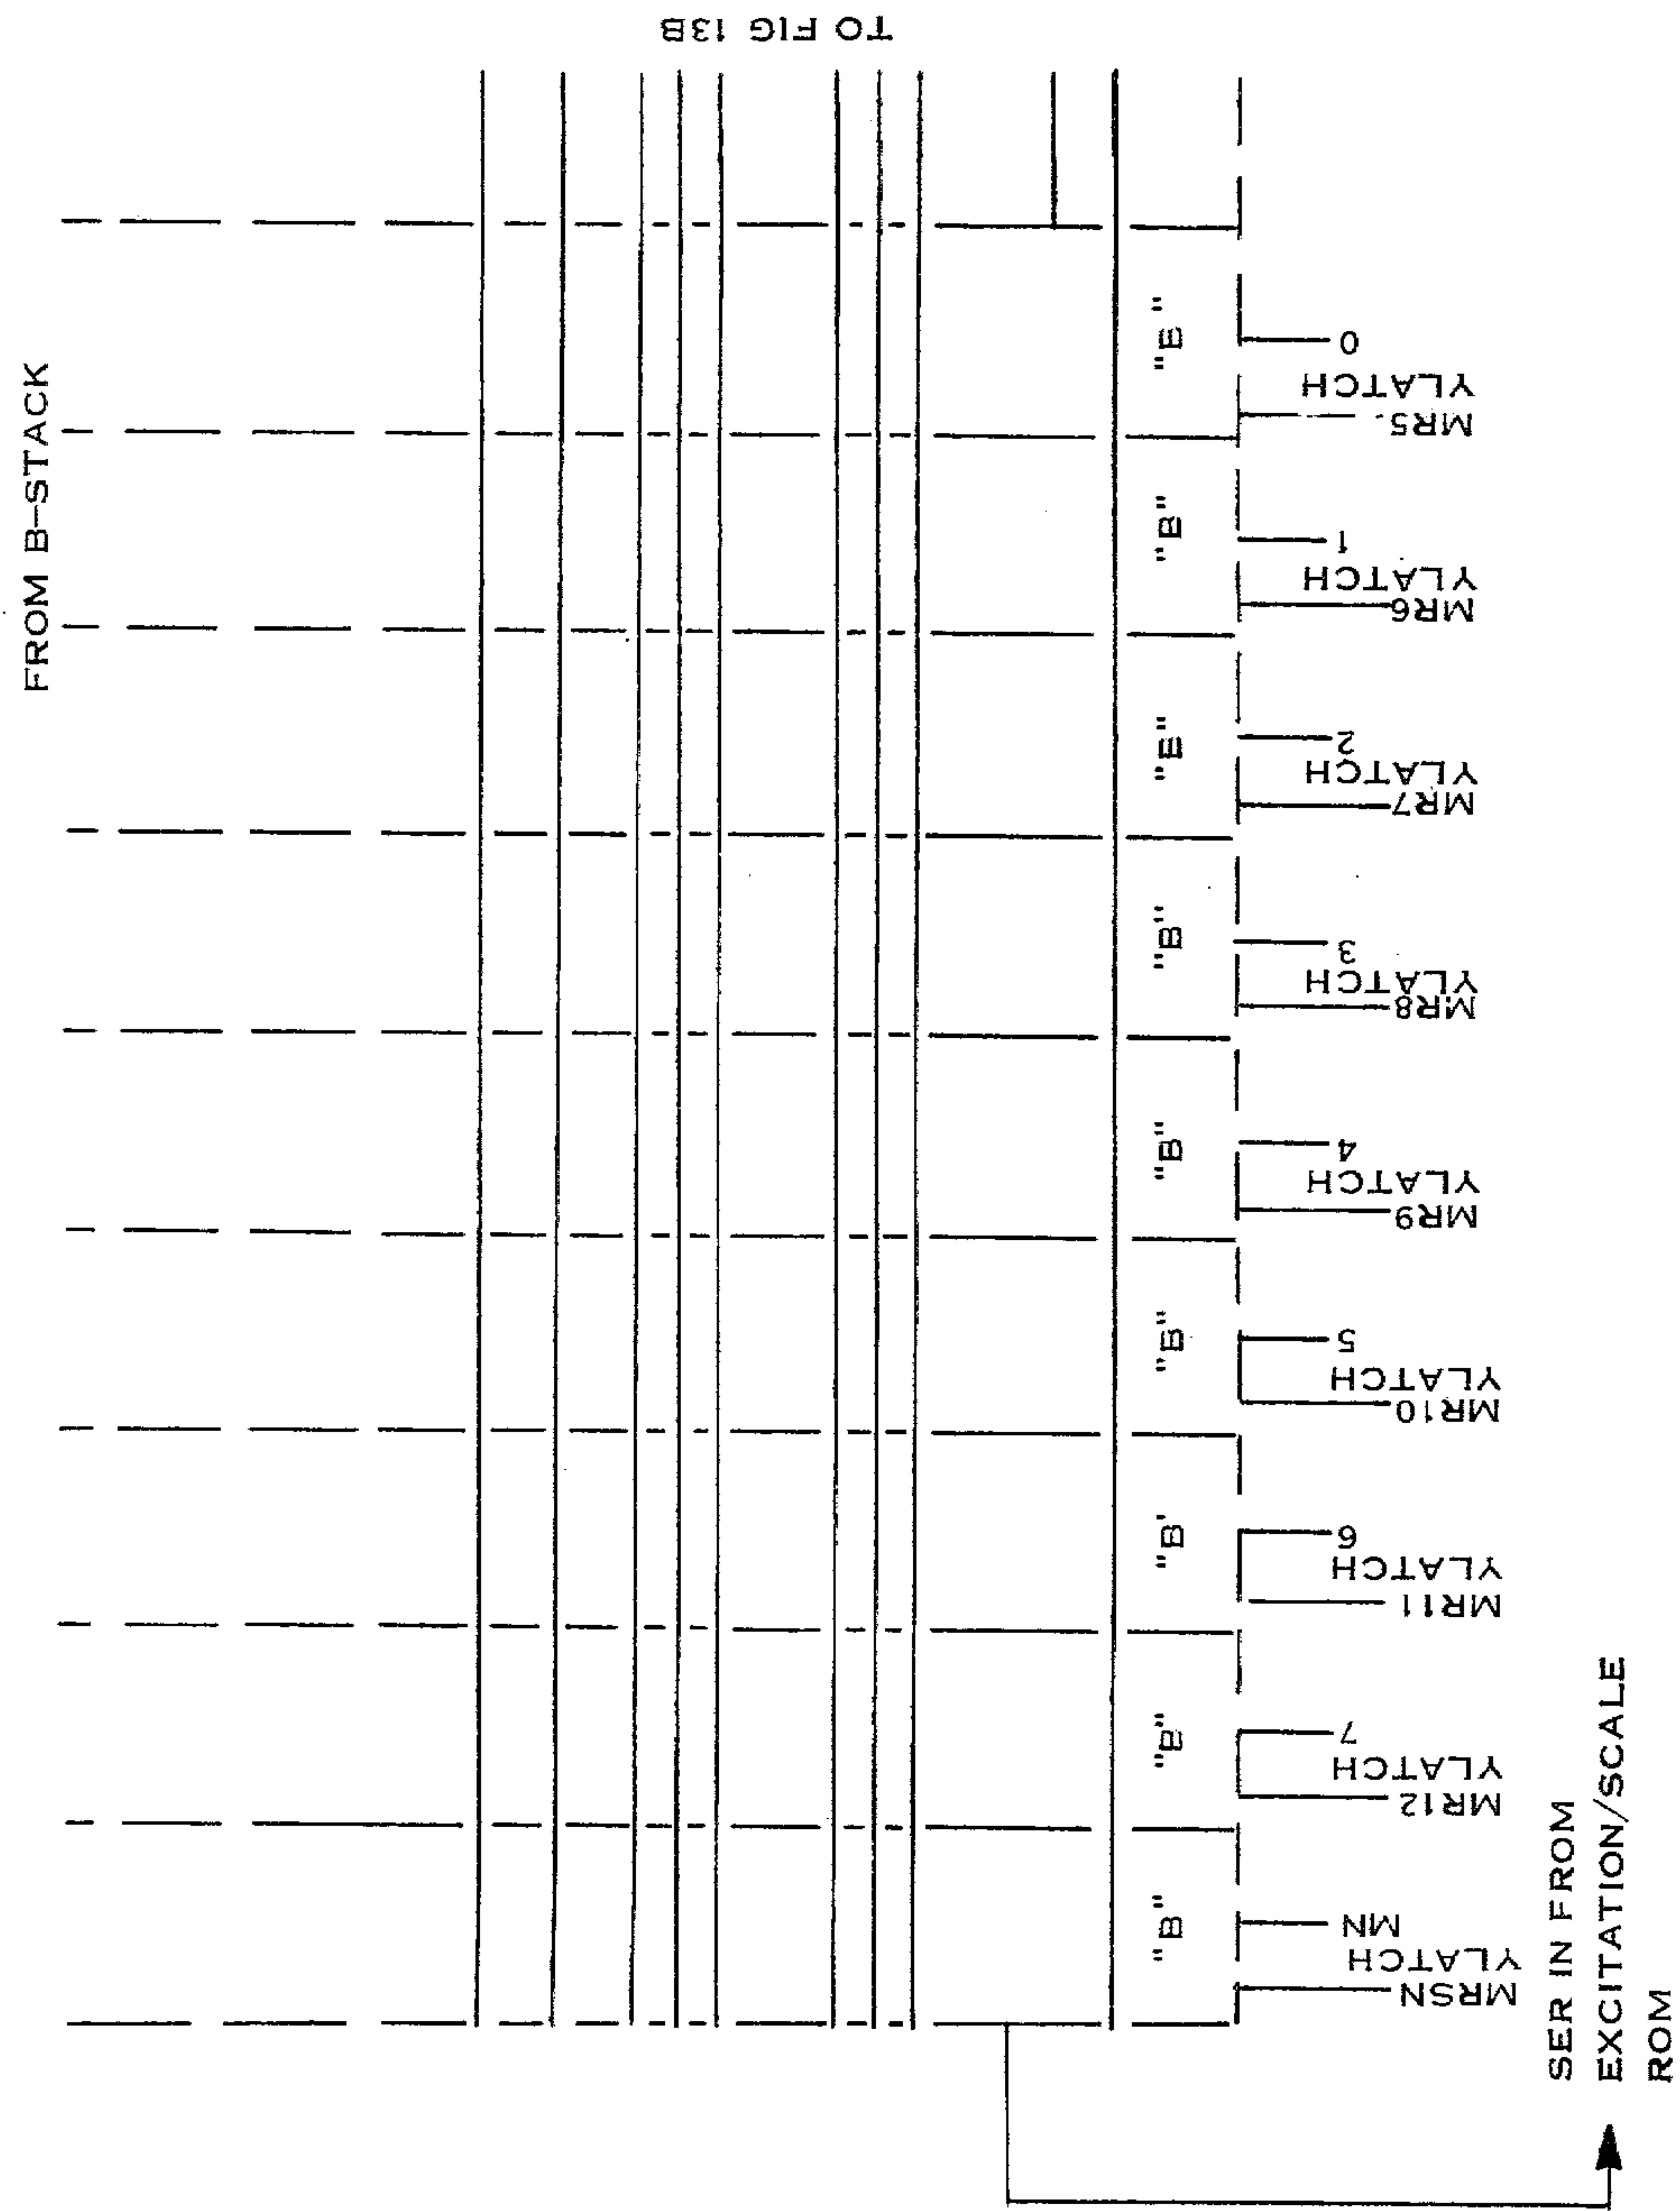 TO FIG 13B
FROM B-STACK
"E"
"B"
"E"
"B"
"B"
"B"
"B"
"B"
"B"
MR5
YLATCH
0
MR6
YLATCH
1
MR7
YLATCH
2
MR8
YLATCH
3
MR9
YLATCH
4
MR10
YLATCH
5
MR11
YLATCH
6
MR12
YLATCH
7
MRSN
YLATCH
MN
SER IN FROM
EXCITATION/SCALE
ROM